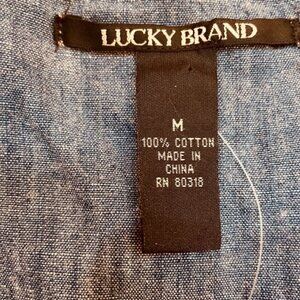 LUCKY BRAND
M
100% COTTON
MADE IN
CHINA
RN 80318